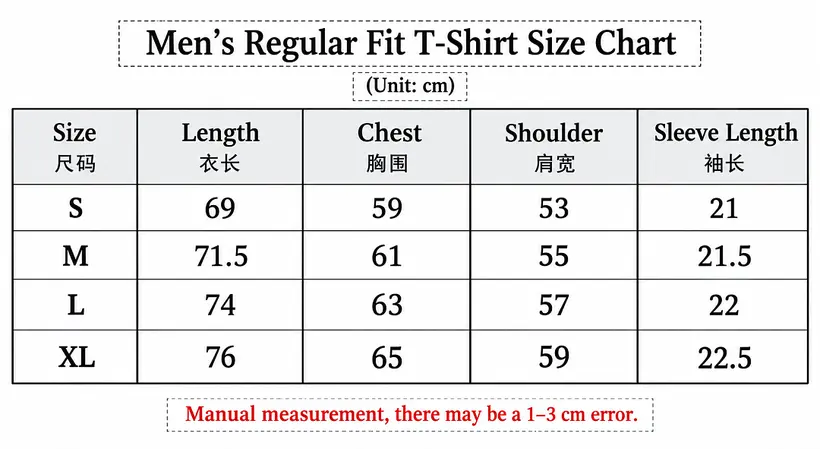 Men's Regular Fit T-Shirt Size Chart
(Unit: cm)
Size Length Chest Shoulder Sleeve Length
尺码 衣长 胸围 肩宽 袖长
S 69 59 53 21
M 71.5 61 55 21.5
L 74 63 57 22
XL 76 65 59 22.5
Manual measurement, there may be a 1–3 cm error.